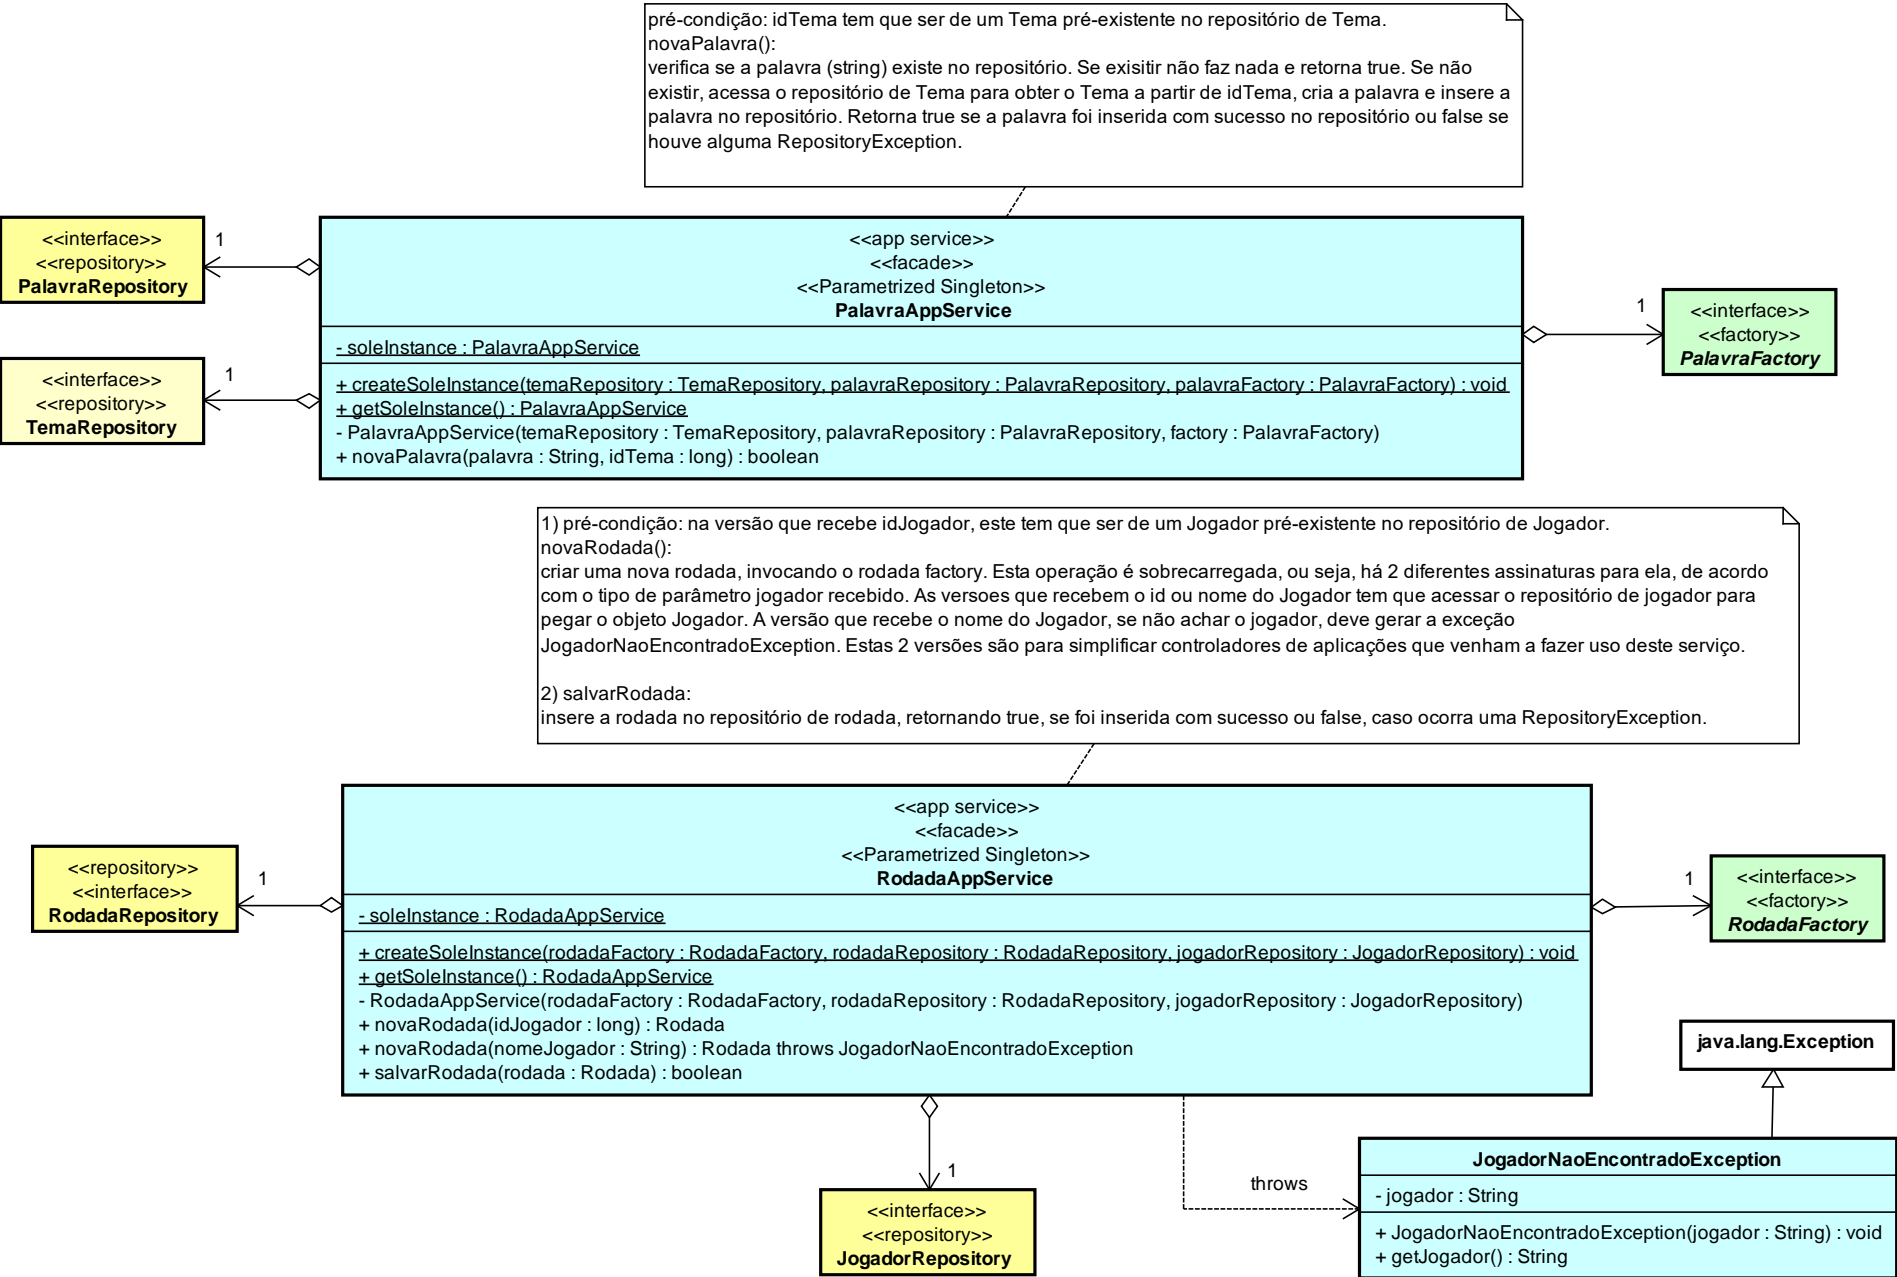 pré-condição: idTema tem que ser de um Tema pré-existente no repositório de Tema.
novaPalavra():
verifica se a palavra (string) existe no repositório. Se exisitir não faz nada e retorna true. Se não
existir, acessa o repositório de Tema para obter o Tema a partir de idTema, cria a palavra e insere a
palavra no repositório. Retorna true se a palavra foi inserida com sucesso no repositório ou false se
houve alguma RepositoryException.
<<interface>>
<<repository>>
PalavraRepository
1
<<app service>>
<<facade>>
<<Parametrized Singleton>>
PalavraAppService
- soleInstance : PalavraAppService
+ createSoleInstance(temaRepository : TemaRepository, palavraRepository : PalavraRepository, palavraFactory : PalavraFactory) : void
+ getSoleInstance() : PalavraAppService
- PalavraAppService(temaRepository : TemaRepository, palavraRepository : PalavraRepository, factory : PalavraFactory)
+ novaPalavra(palavra : String, idTema : long) : boolean
1
<<interface>>
<<factory>>
PalavraFactory
<<interface>>
<<repository>>
TemaRepository
1
1) pré-condição: na versão que recebe idJogador, este tem que ser de um Jogador pré-existente no repositório de Jogador.
novaRodada():
criar uma nova rodada, invocando o rodada factory. Esta operação é sobrecarregada, ou seja, há 2 diferentes assinaturas para ela, de acordo
com o tipo de parâmetro jogador recebido. As versoes que recebem o id ou nome do Jogador tem que acessar o repositório de jogador para
pegar o objeto Jogador. A versão que recebe o nome do Jogador, se não achar o jogador, deve gerar a exceção
JogadorNaoEncontradoException. Estas 2 versões são para simplificar controladores de aplicações que venham a fazer uso deste serviço.
2) salvarRodada:
insere a rodada no repositório de rodada, retornando true, se foi inserida com sucesso ou false, caso ocorra uma RepositoryException.
<<repository>>
<<interface>>
RodadaRepository
1
<<app service>>
<<facade>>
<<Parametrized Singleton>>
RodadaAppService
- soleInstance : RodadaAppService
+ createSoleInstance(rodadaFactory : RodadaFactory, rodadaRepository : RodadaRepository, jogadorRepository : JogadorRepository) : void
+ getSoleInstance() : RodadaAppService
- RodadaAppService(rodadaFactory : RodadaFactory, rodadaRepository : RodadaRepository, jogadorRepository : JogadorRepository)
+ novaRodada(idJogador : long) : Rodada
+ novaRodada(nomeJogador : String) : Rodada throws JogadorNaoEncontradoException
+ salvarRodada(rodada : Rodada) : boolean
1
<<interface>>
<<factory>>
RodadaFactory
java.lang.Exception
throws
JogadorNaoEncontradoException
- jogador : String
+ JogadorNaoEncontradoException(jogador : String) : void
+ getJogador() : String
1
<<interface>>
<<repository>>
JogadorRepository